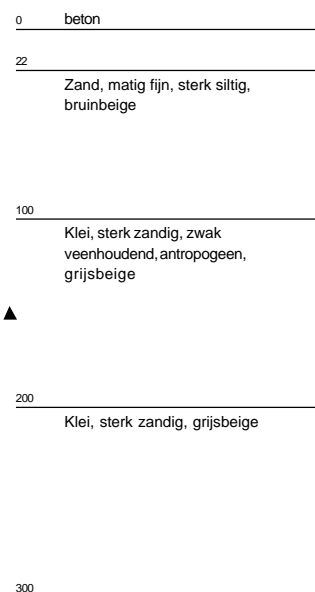 0 beton
22
Zand, matig fijn, sterk siltig,
bruinbeige
100
Klei, sterk zandig, zwak
veenhoudend, antropogeen,
grijsbeige
200
Klei, sterk zandig, grijsbeige
300